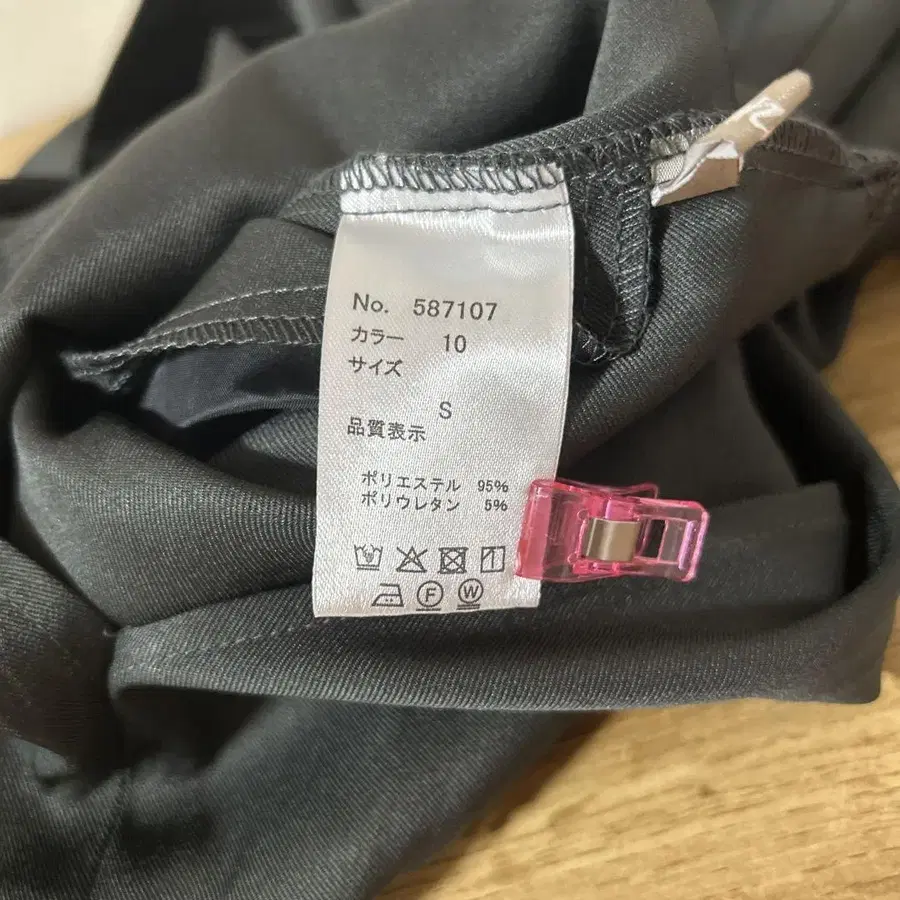 No. 587107
カラー 10
サイズ
S
品質表示
ポリエステル 95%
ポリウレタン 5%
F W